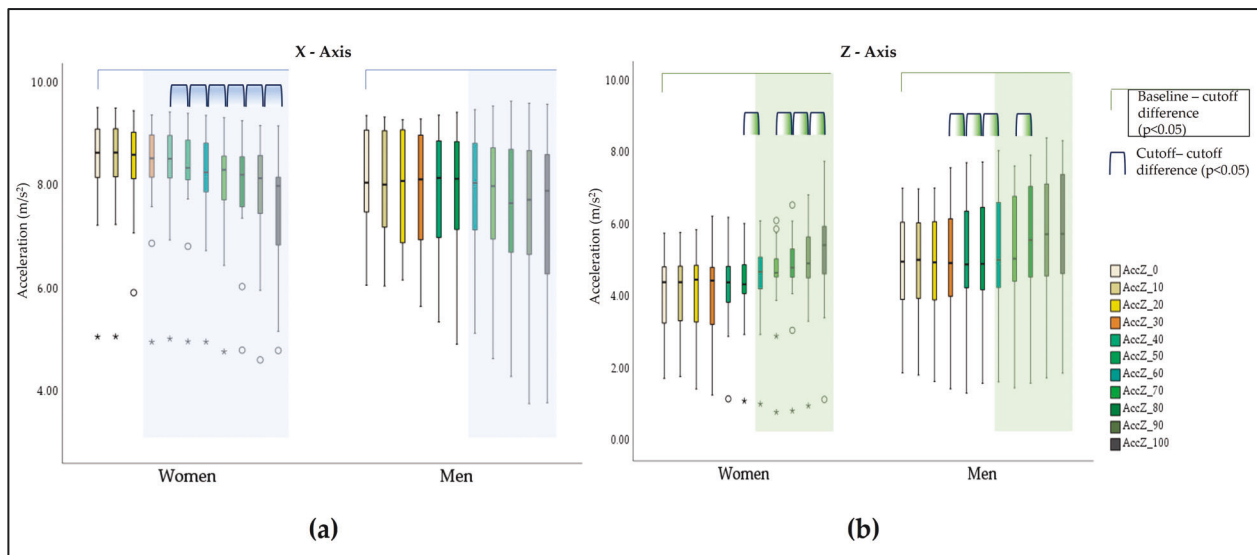 X - Axis
Z - Axis
Acceleration (m/s²)
10.00
8.00
6.00
4.00
Women
Men
(a)
Acceleration (m/s²)
10.00
8.00
6.00
4.00
2.00
0.00
Women
Men
(b)
Baseline – cutoff
difference
(p<0.05)
Cutoff– cutoff
difference (p<0.05)
AccZ_0
AccZ_10
AccZ_20
AccZ_30
AccZ_40
AccZ_50
AccZ_60
AccZ_70
AccZ_80
AccZ_90
AccZ_100